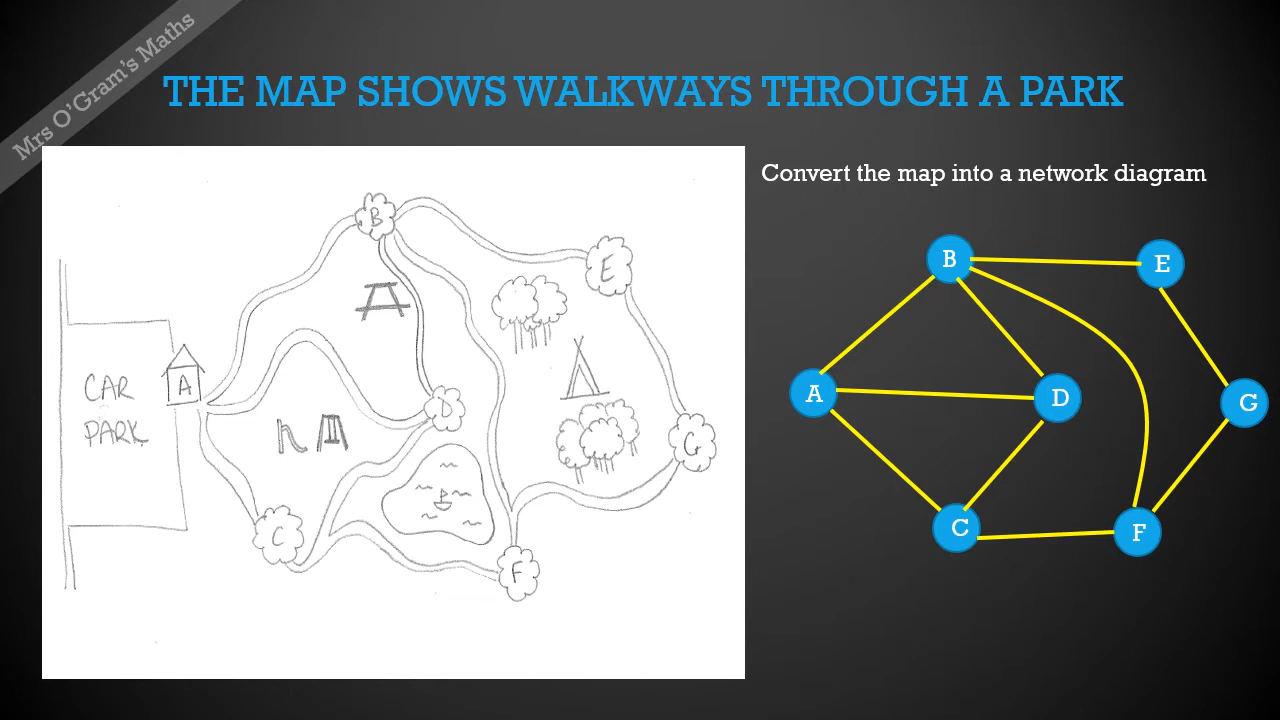 Mrs O'Gram's Maths
THE MAP SHOWS WALKWAYS THROUGH A PARK
Convert the map into a network diagram
B
E
A
D
G
C
F
CAR
PARK
B
E
A
D
G
C
F
P